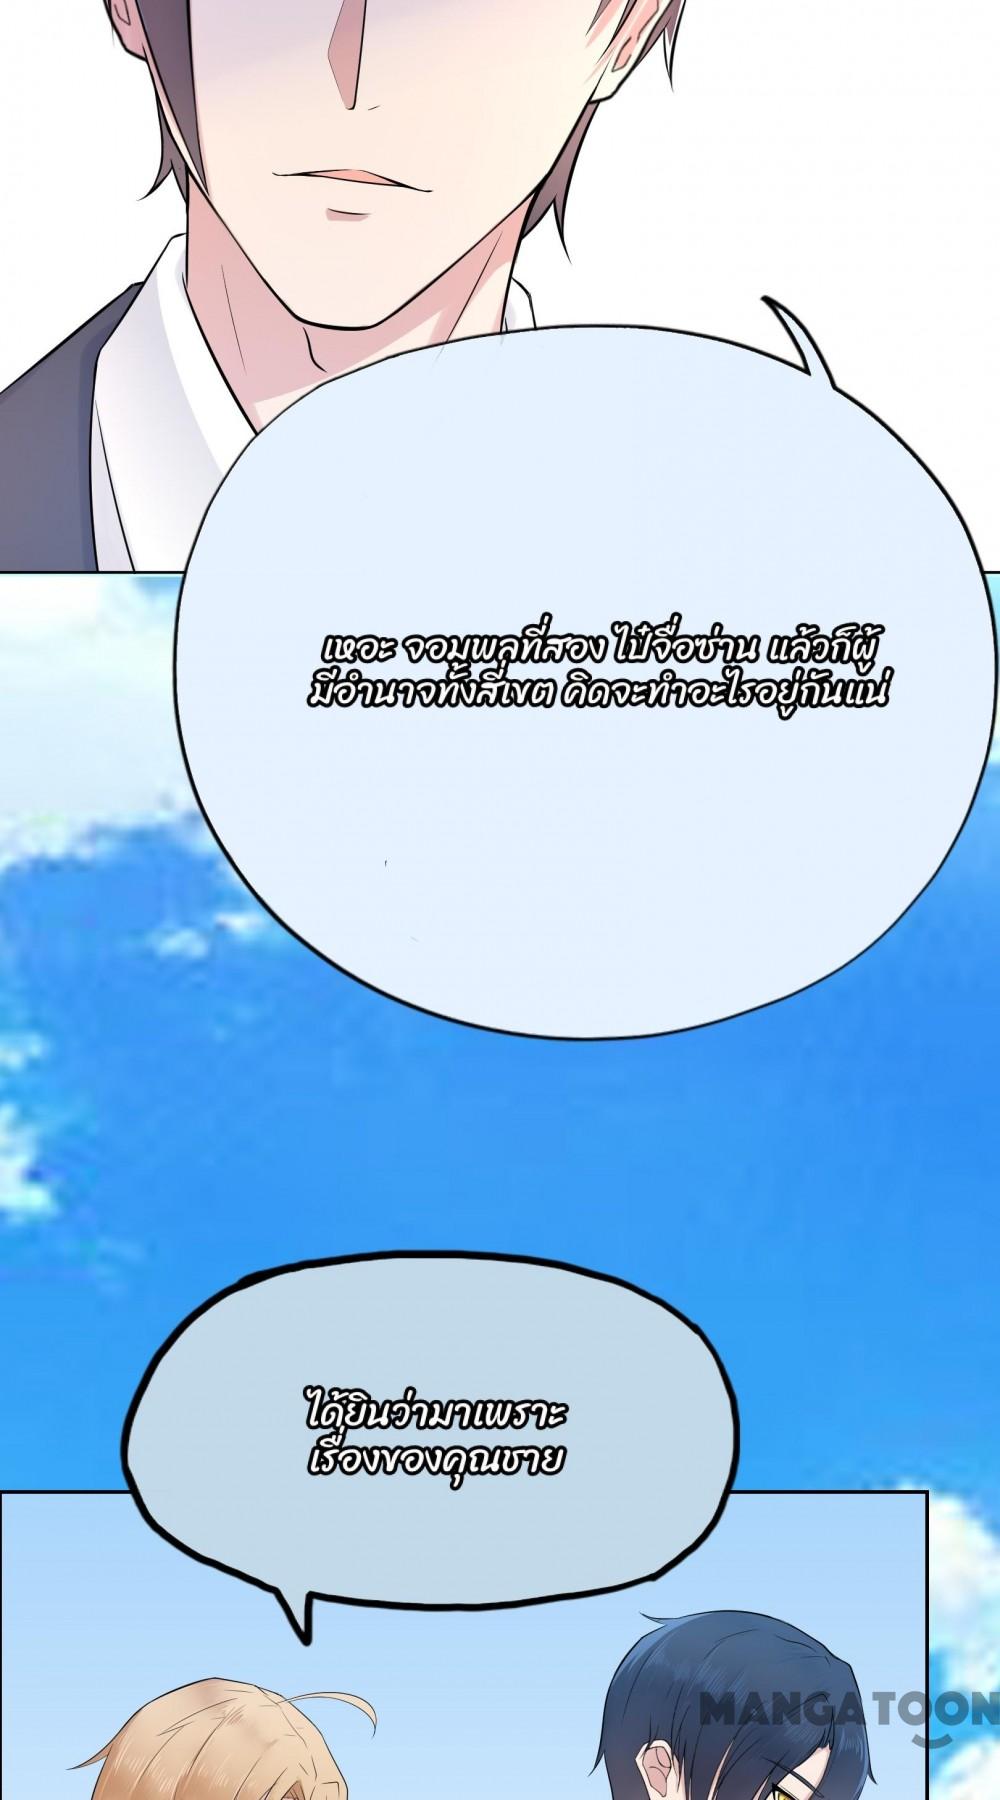 เหอะ จอมพลที่สอง ไป๋จื่อซ่าน แล้วก็ผู้
มีอำนาจทั้งสี่เขต คิดจะทำอะไรอยู่กันแน่
ได้ยินว่ามาเพราะ
เรื่องของคุณชาย
MANGATOON